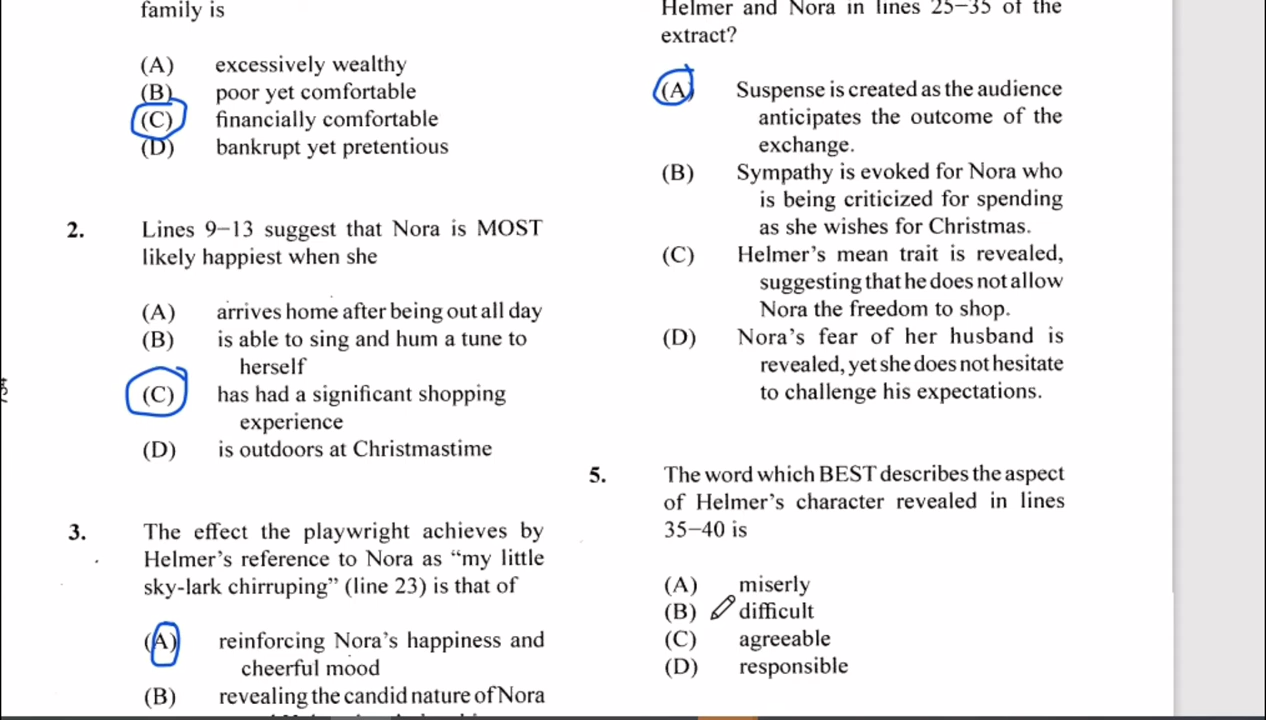 family is
(A) excessively wealthy
(B) poor yet comfortable
(C) financially comfortable
(D) bankrupt yet pretentious
2. Lines 9–13 suggest that Nora is MOST
likely happiest when she
(A) arrives home after being out all day
(B) is able to sing and hum a tune to
herself
(C) has had a significant shopping
experience
(D) is outdoors at Christmastime
3. The effect the playwright achieves by
Helmer's reference to Nora as “my little
sky-lark chirruping” (line 23) is that of
(A) reinforcing Nora's happiness and
cheerful mood
(B) revealing the candid nature of Nora
Helmer and Nora in lines 25–35 of the
extract?
(A) Suspense is created as the audience
anticipates the outcome of the
exchange.
(B) Sympathy is evoked for Nora who
is being criticized for spending
as she wishes for Christmas.
(C) Helmer's mean trait is revealed,
suggesting that he does not allow
Nora the freedom to shop.
(D) Nora's fear of her husband is
revealed, yet she does not hesitate
to challenge his expectations.
5. The word which BEST describes the aspect
of Helmer's character revealed in lines
35–40 is
(A) miserly
(B) difficult
(C) agreeable
(D) responsible